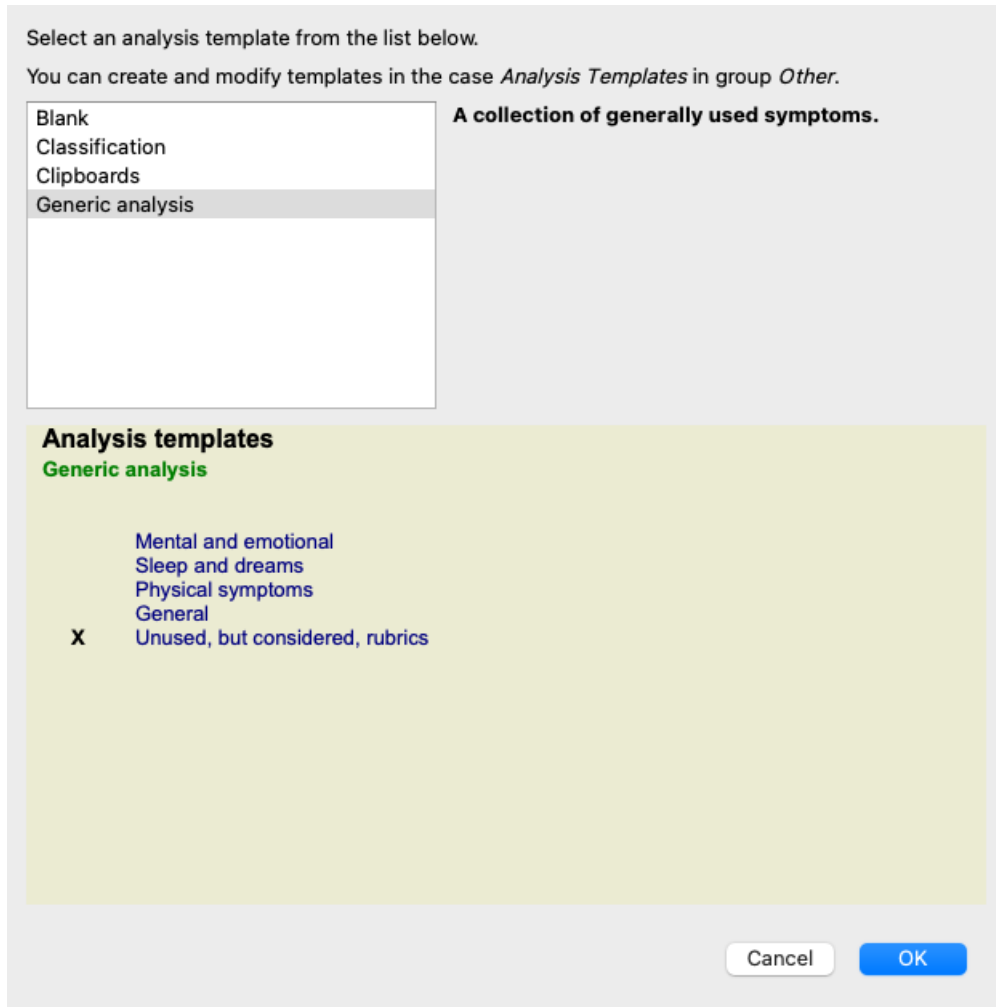 Select an analysis template from the list below.
You can create and modify templates in the case Analysis Templates in group Other.
Blank
Classification
Clipboards
Generic analysis
A collection of generally used symptoms.
Analysis templates
Generic analysis
Mental and emotional
Sleep and dreams
Physical symptoms
General
X Unused, but considered, rubrics
Cancel OK